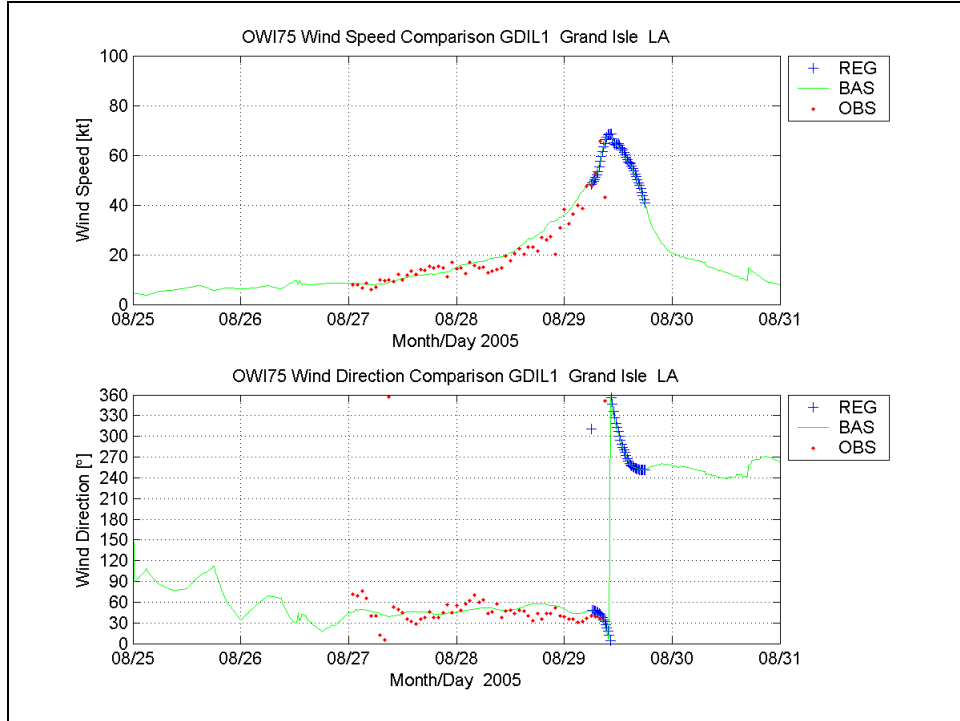 OWI75 Wind Speed Comparison GDIL1 Grand Isle LA
100
80
60
40
20
0
Wind Speed [kt]
08/25 08/26 08/27 08/28 08/29 08/30 08/31
Month/Day 2005
REG
BAS
OBS
OWI75 Wind Direction Comparison GDIL1 Grand Isle LA
360
330
300
270
240
210
180
150
120
90
60
30
0
Wind Direction [°]
08/25 08/26 08/27 08/28 08/29 08/30 08/31
Month/Day 2005
REG
BAS
OBS